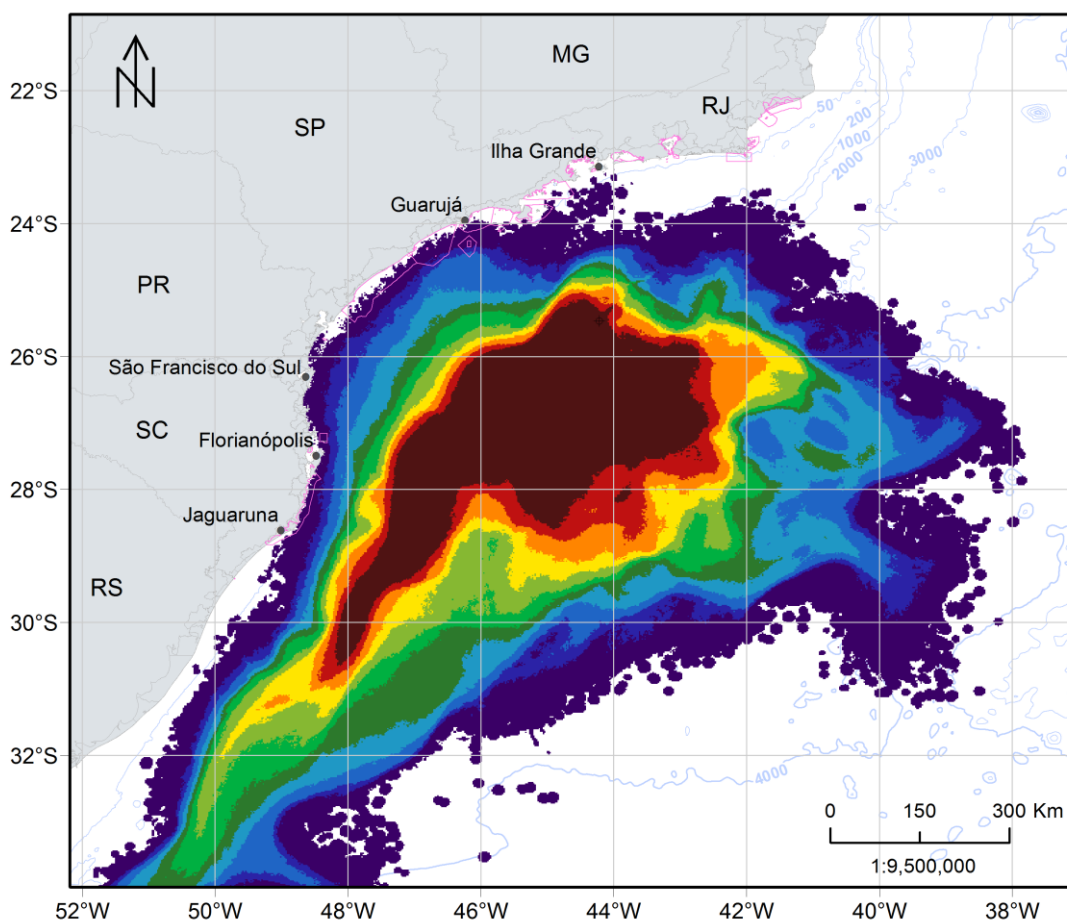 N
MG
22°S
50
200
1000
2000
3000
RJ
SP
Ilha Grande
Guarujá
24°S
PR
26°S
São Francisco do Sul
SC
Florianópolis
28°S
Jaguaruna
RS
30°S
32°S
4000
0 150 300 Km
1:9,500,000
52°W 50°W 48°W 46°W 44°W 42°W 40°W 38°W